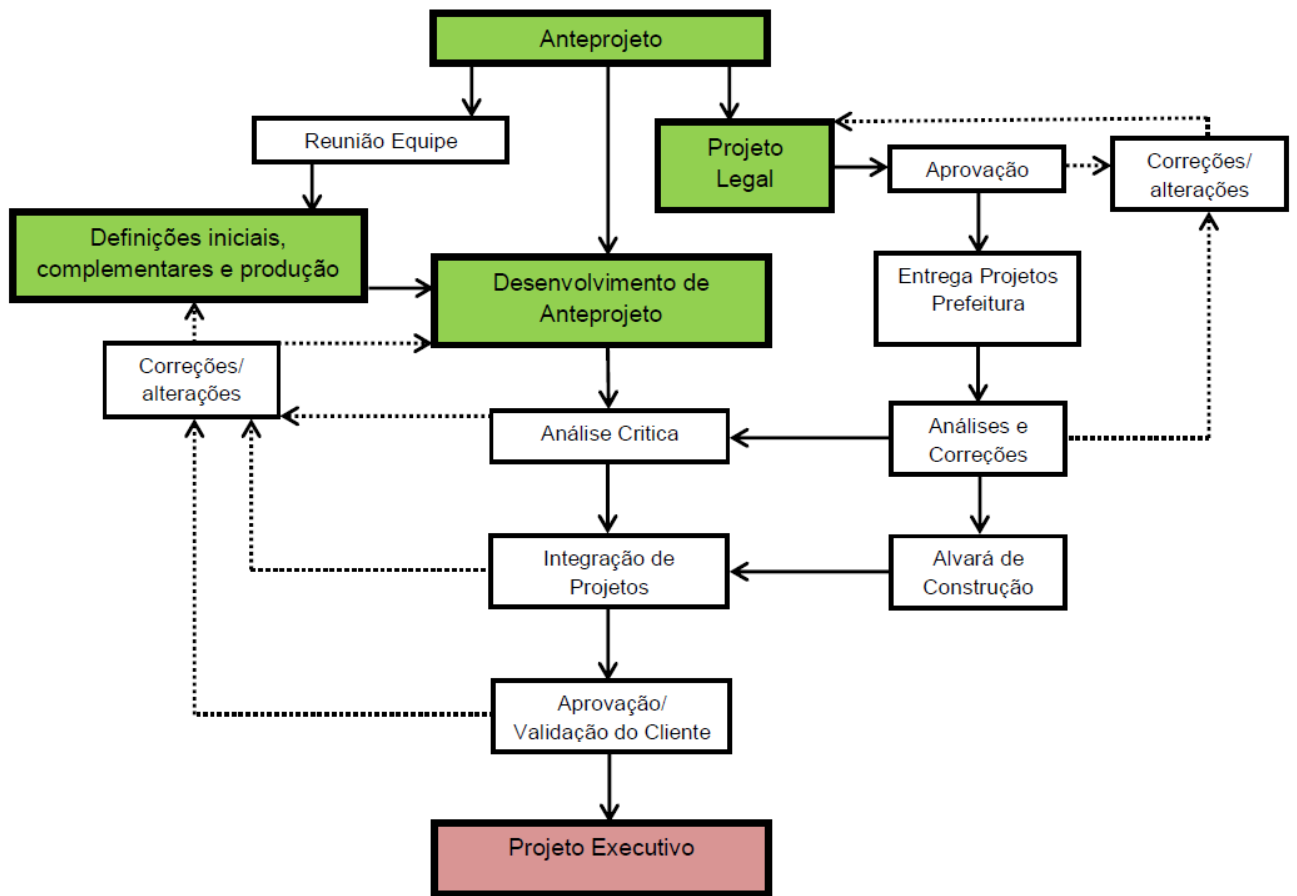 Anteprojeto
Reunião Equipe
Projeto
Legal
Aprovação
Correções/
alterações
Definições iniciais,
complementares e produção
Desenvolvimento de
Anteprojeto
Entrega Projetos
Prefeitura
Correções/
alterações
Análise Critica
Análises e
Correções
Integração de
Projetos
Alvará de
Construção
Aprovação/
Validação do Cliente
Projeto Executivo